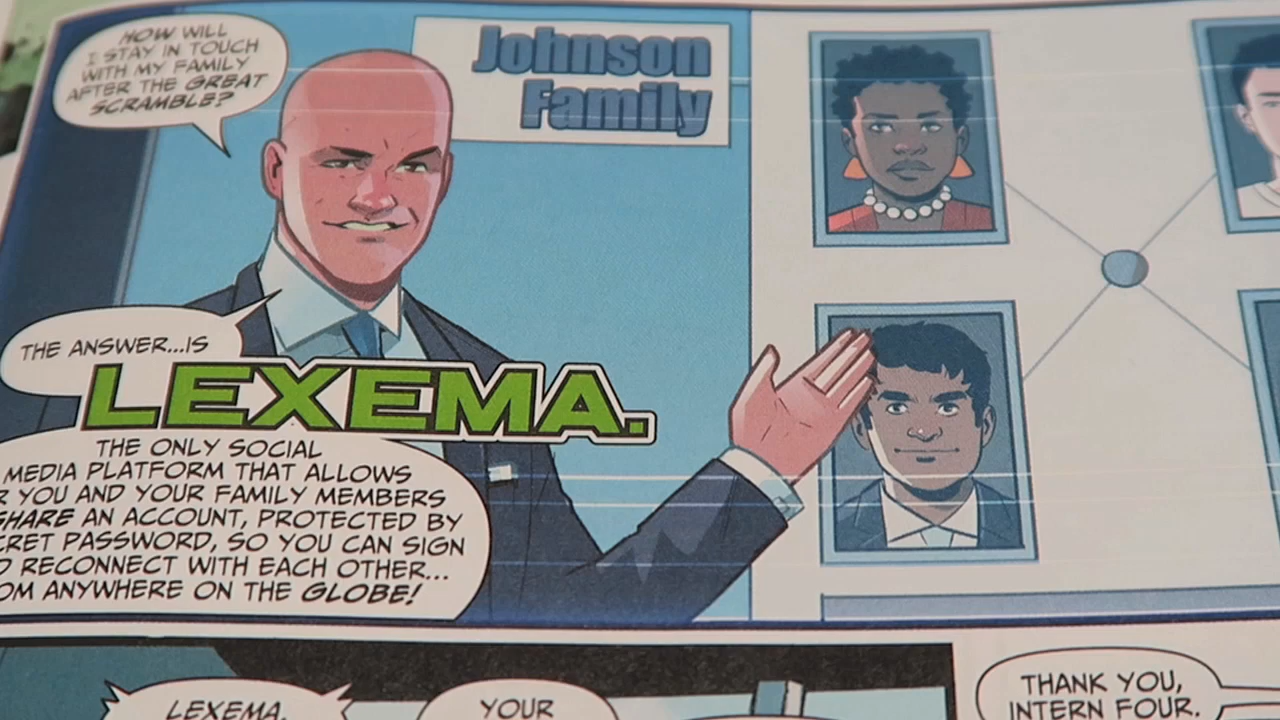 HOW WILL
I STAY IN TOUCH
WITH MY FAMILY
AFTER THE GREAT
SCRAMBLE?
Johnson
Family
THE ANSWER...IS
LEXEMA.
THE ONLY SOCIAL
MEDIA PLATFORM THAT ALLOWS
YOU AND YOUR FAMILY MEMBERS
SHARE AN ACCOUNT, PROTECTED BY
PASSWORD, SO YOU CAN SIGN
RECONNECT WITH EACH OTHER...
ANYWHERE ON THE GLOBE!
LEXEMA.
YOUR
THANK YOU,
INTERN FOUR.